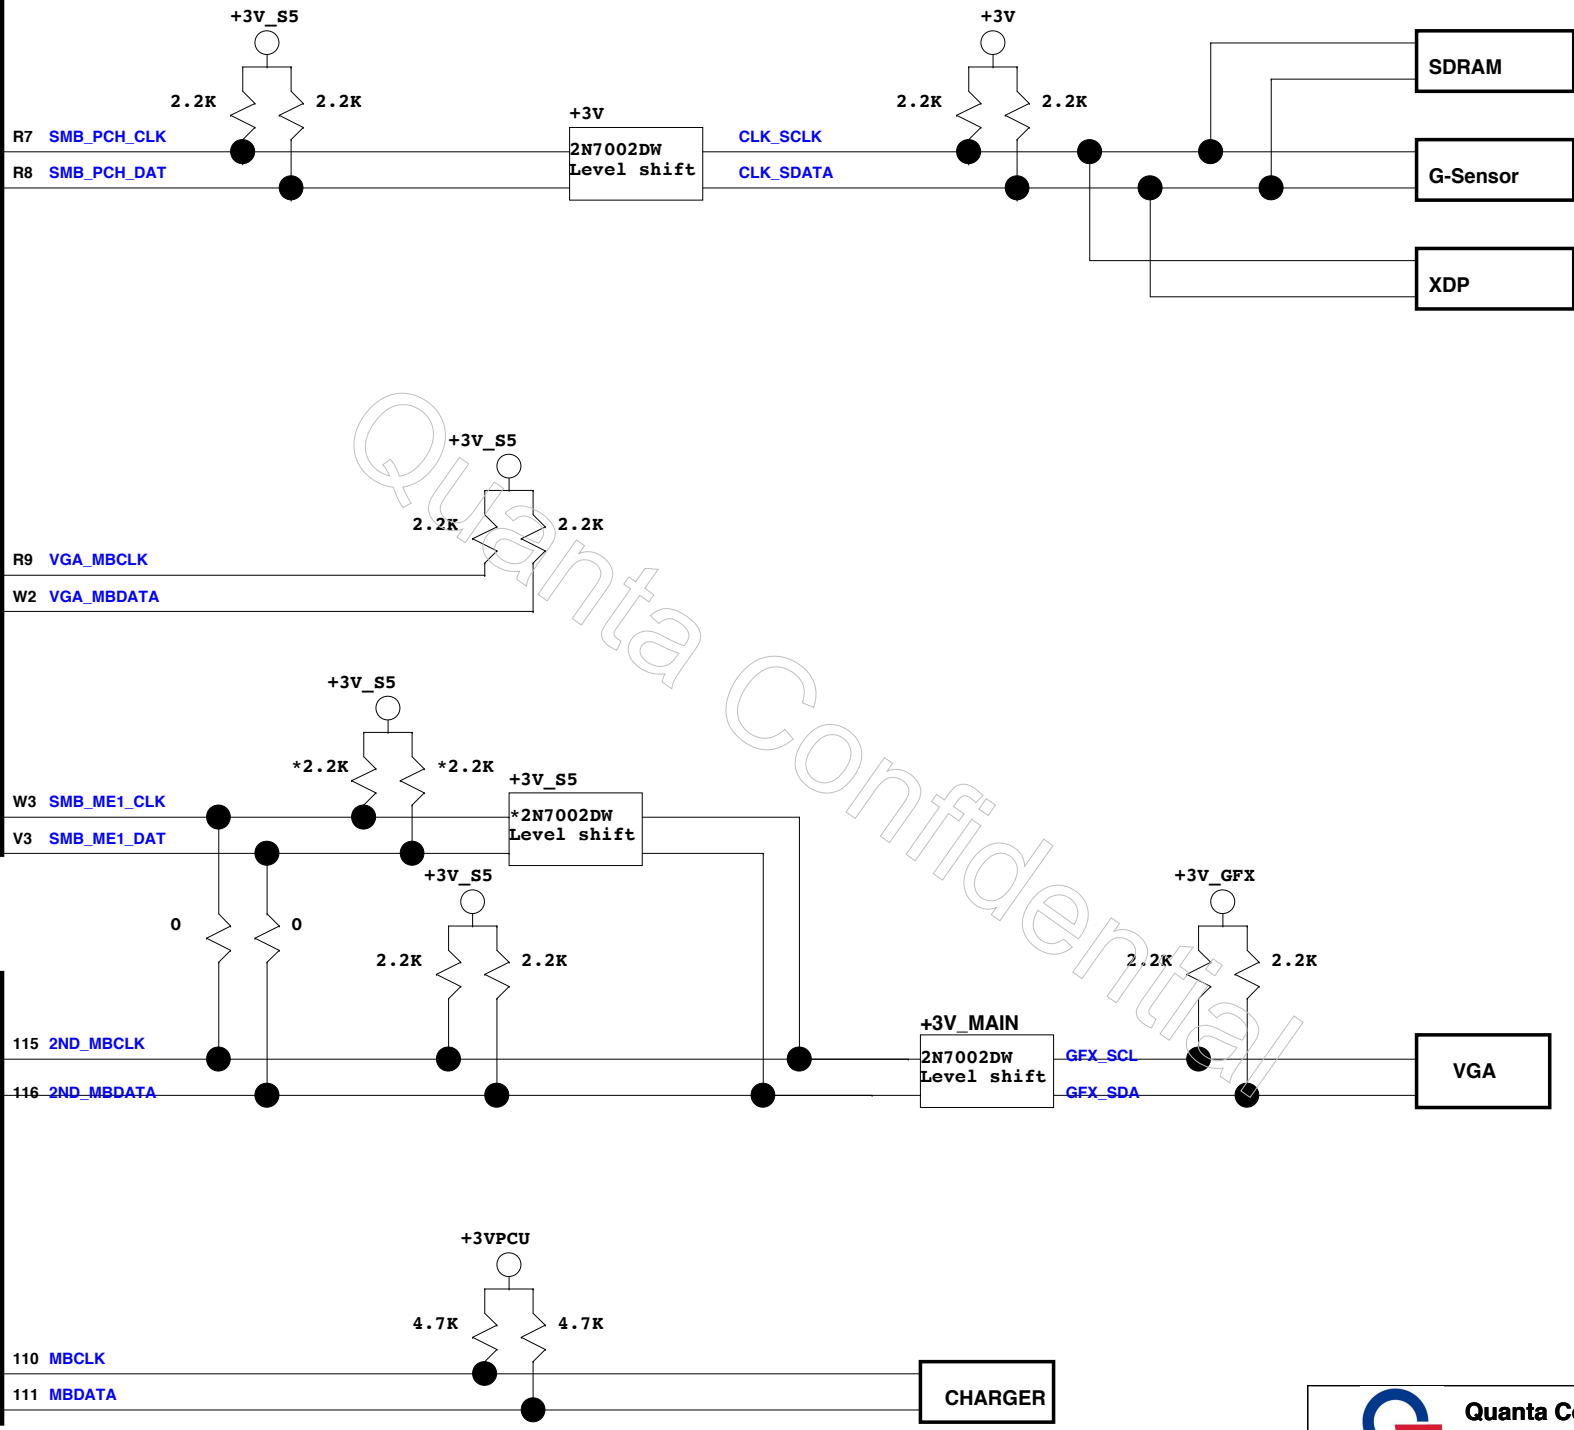 +3V_S5
+3V
2.2K 2.2K
2.2K 2.2K
SDRAM
+3V
R7 SMB_PCH_CLK
2N7002DW
Level shift
CLK_SCLK
R8 SMB_PCH_DAT
CLK_SDATA
G-Sensor
XDP
+3V_S5
2.2K 2.2K
R9 VGA_MBCLK
W2 VGA_MBDATA
Quanta Confidential
+3V_S5
*2.2K *2.2K
+3V_S5
W3 SMB_ME1_CLK
*2N7002DW
Level shift
V3 SMB_ME1_DAT
+3V_S5
+3V_GFX
0 0
2.2K 2.2K
2.2K 2.2K
+3V_MAIN
115 2ND_MBCLK
2N7002DW
Level shift
GFX_SCL
VGA
116 2ND_MBDATA
GFX_SDA
+3VPCU
4.7K 4.7K
110 MBCLK
111 MBDATA
CHARGER
Quanta Co